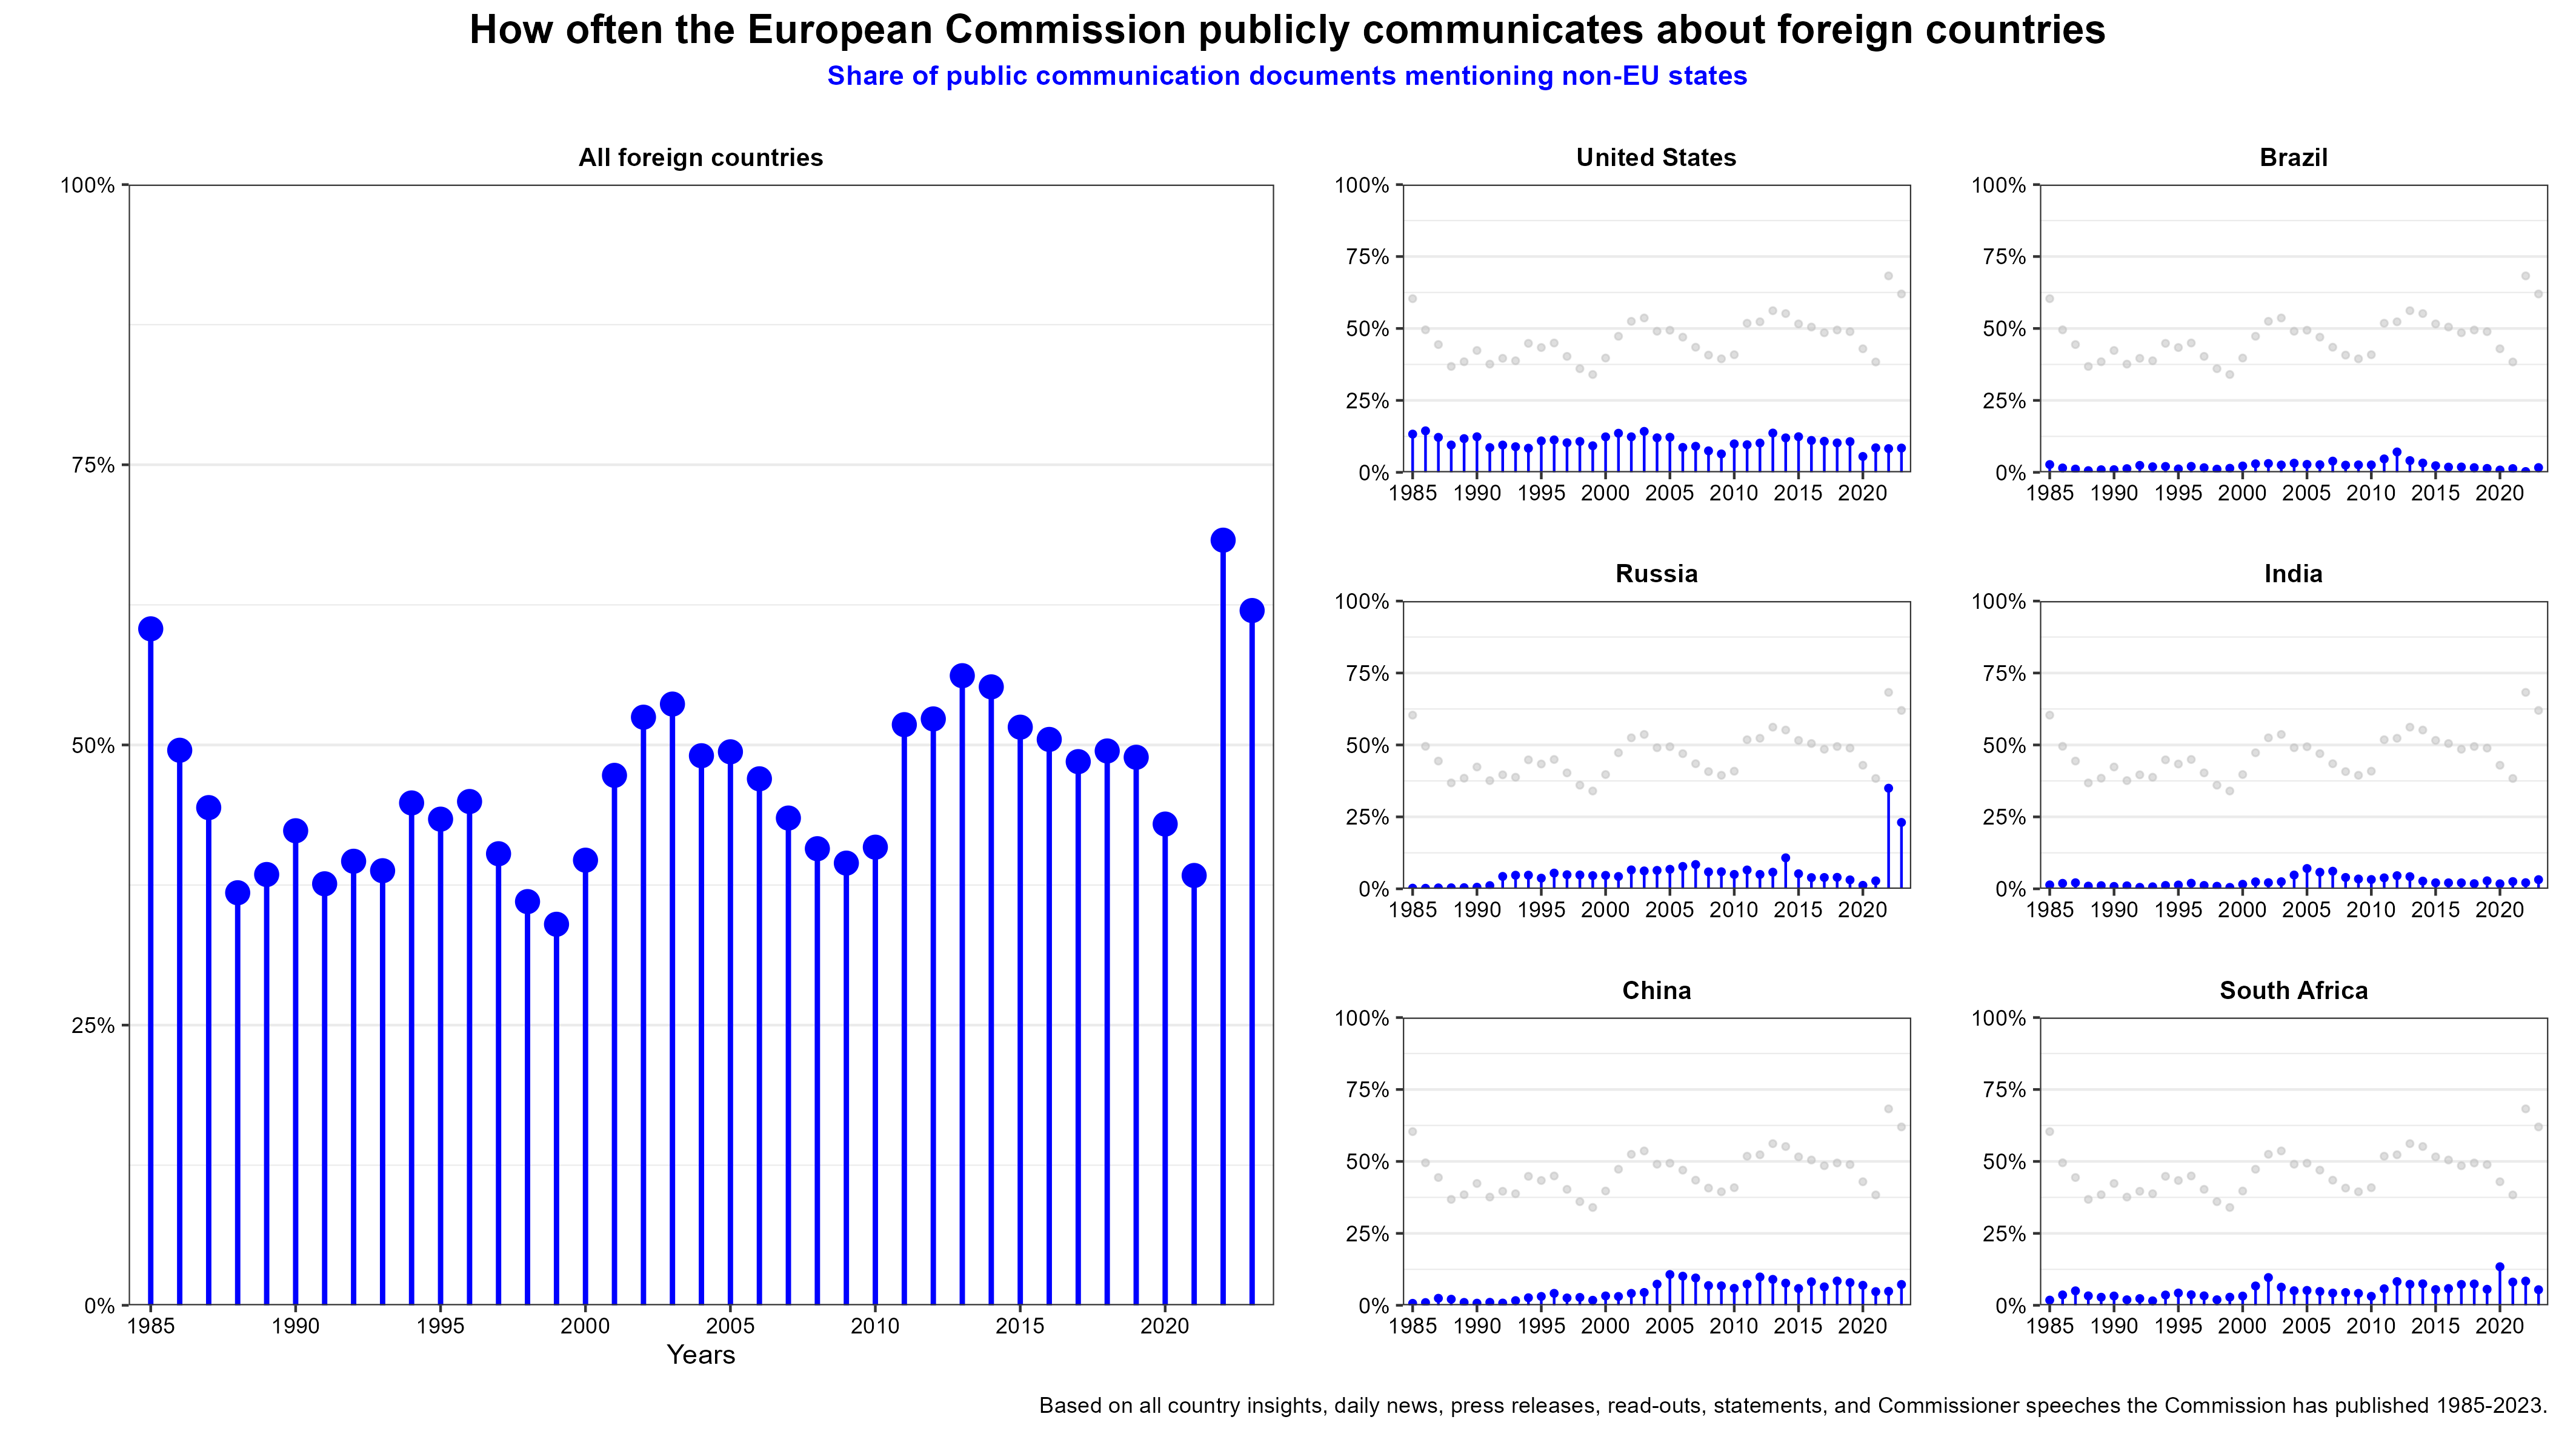 How often the European Commission publicly communicates about foreign countries
Share of public communication documents mentioning non-EU states
All foreign countries
100%
75%
50%
25%
0%
1985 1990 1995 2000 2005 2010 2015 2020
Years
United States
100%
75%
50%
25%
0%
1985 1990 1995 2000 2005 2010 2015 2020
Brazil
100%
75%
50%
25%
0%
1985 1990 1995 2000 2005 2010 2015 2020
Russia
100%
75%
50%
25%
0%
1985 1990 1995 2000 2005 2010 2015 2020
India
100%
75%
50%
25%
0%
1985 1990 1995 2000 2005 2010 2015 2020
China
100%
75%
50%
25%
0%
1985 1990 1995 2000 2005 2010 2015 2020
South Africa
100%
75%
50%
25%
0%
1985 1990 1995 2000 2005 2010 2015 2020
Based on all country insights, daily news, press releases, read-outs, statements, and Commissioner speeches the Commission has published 1985-2023.